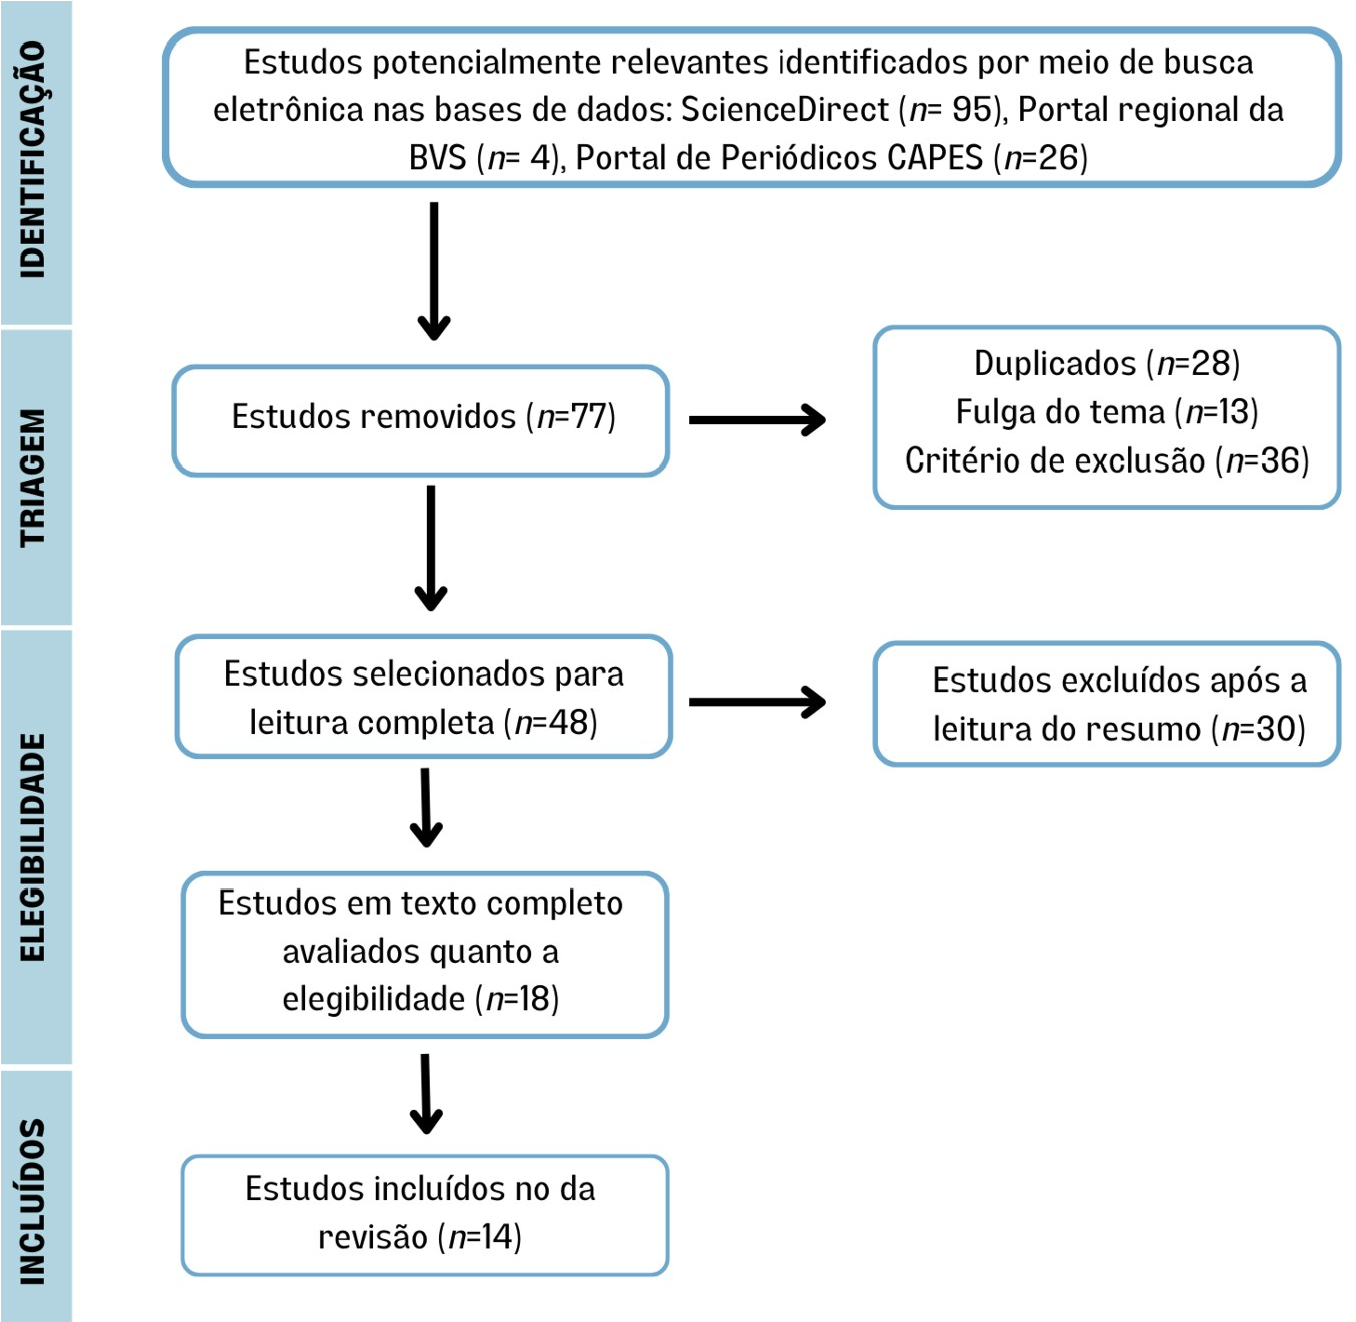 IDENTIFICAÇÃO
Estudos potencialmente relevantes identificados por meio de busca
eletrônica nas bases de dados: ScienceDirect (n= 95), Portal regional da
BVS (n= 4), Portal de Periódicos CAPES (n=26)
TRIAGEM
Estudos removidos (n=77)
Duplicados (n=28)
Fulga do tema (n=13)
Critério de exclusão (n=36)
ELEGIBILIDADE
Estudos selecionados para
leitura completa (n=48)
Estudos excluídos após a
leitura do resumo (n=30)
Estudos em texto completo
avaliados quanto a
elegibilidade (n=18)
INCLUÍDOS
Estudos incluídos no da
revisão (n=14)